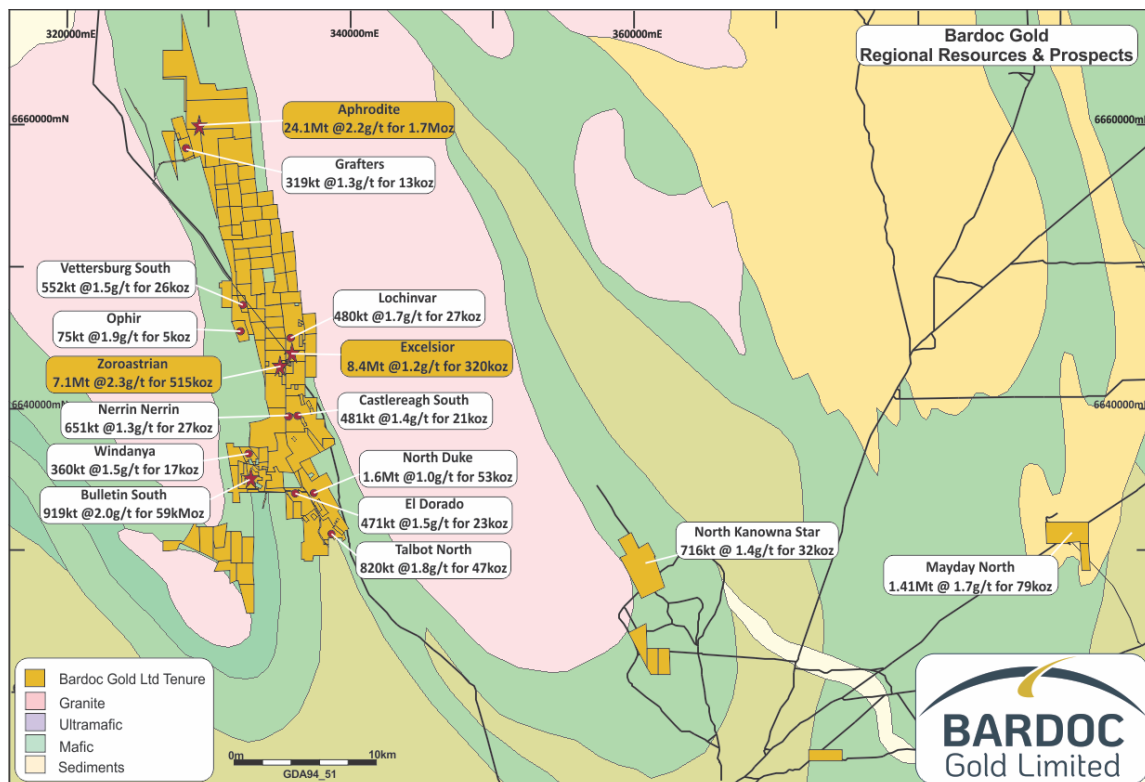 320000mE
340000mE
360000mE
Bardoc Gold
Regional Resources & Prospects
6660000mN
6660000mN
Aphrodite
24.1Mt @2.2g/t for 1.7Moz
Grafters
319kt @1.3g/t for 13koz
Vettersburg South
552kt @1.5g/t for 26koz
Lochinvar
480kt @1.7g/t for 27koz
Ophir
75kt @1.9g/t for 5koz
Excelsior
8.4Mt @1.2g/t for 320koz
Zoroastrian
7.1Mt @2.3g/t for 515koz
Castlereagh South
481kt @1.4g/t for 21koz
6640000mN
6640000mN
Nerrin Nerrin
651kt @1.3g/t for 27koz
Windanya
360kt @1.5g/t for 17koz
North Duke
1.6Mt @1.0g/t for 53koz
Bulletin South
919kt @2.0g/t for 59kMoz
El Dorado
471kt @1.5g/t for 23koz
Talbot North
820kt @1.8g/t for 47koz
North Kanowna Star
716kt @ 1.4g/t for 32koz
Mayday North
1.41Mt @ 1.7g/t for 79koz
Bardoc Gold Ltd Tenure
Granite
Ultramafic
Mafic
Sediments
0m
10km
GDA94_51
BARDOC
Gold Limited